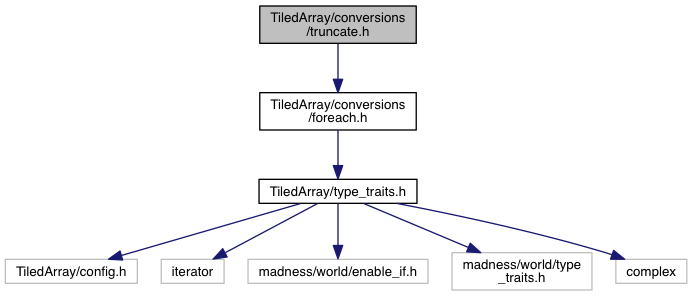 TiledArray/conversions
/truncate.h
TiledArray/conversions
/foreach.h
TiledArray/type_traits.h
TiledArray/config.h
iterator
madness/world/enable_if.h
madness/world/type
_traits.h
complex